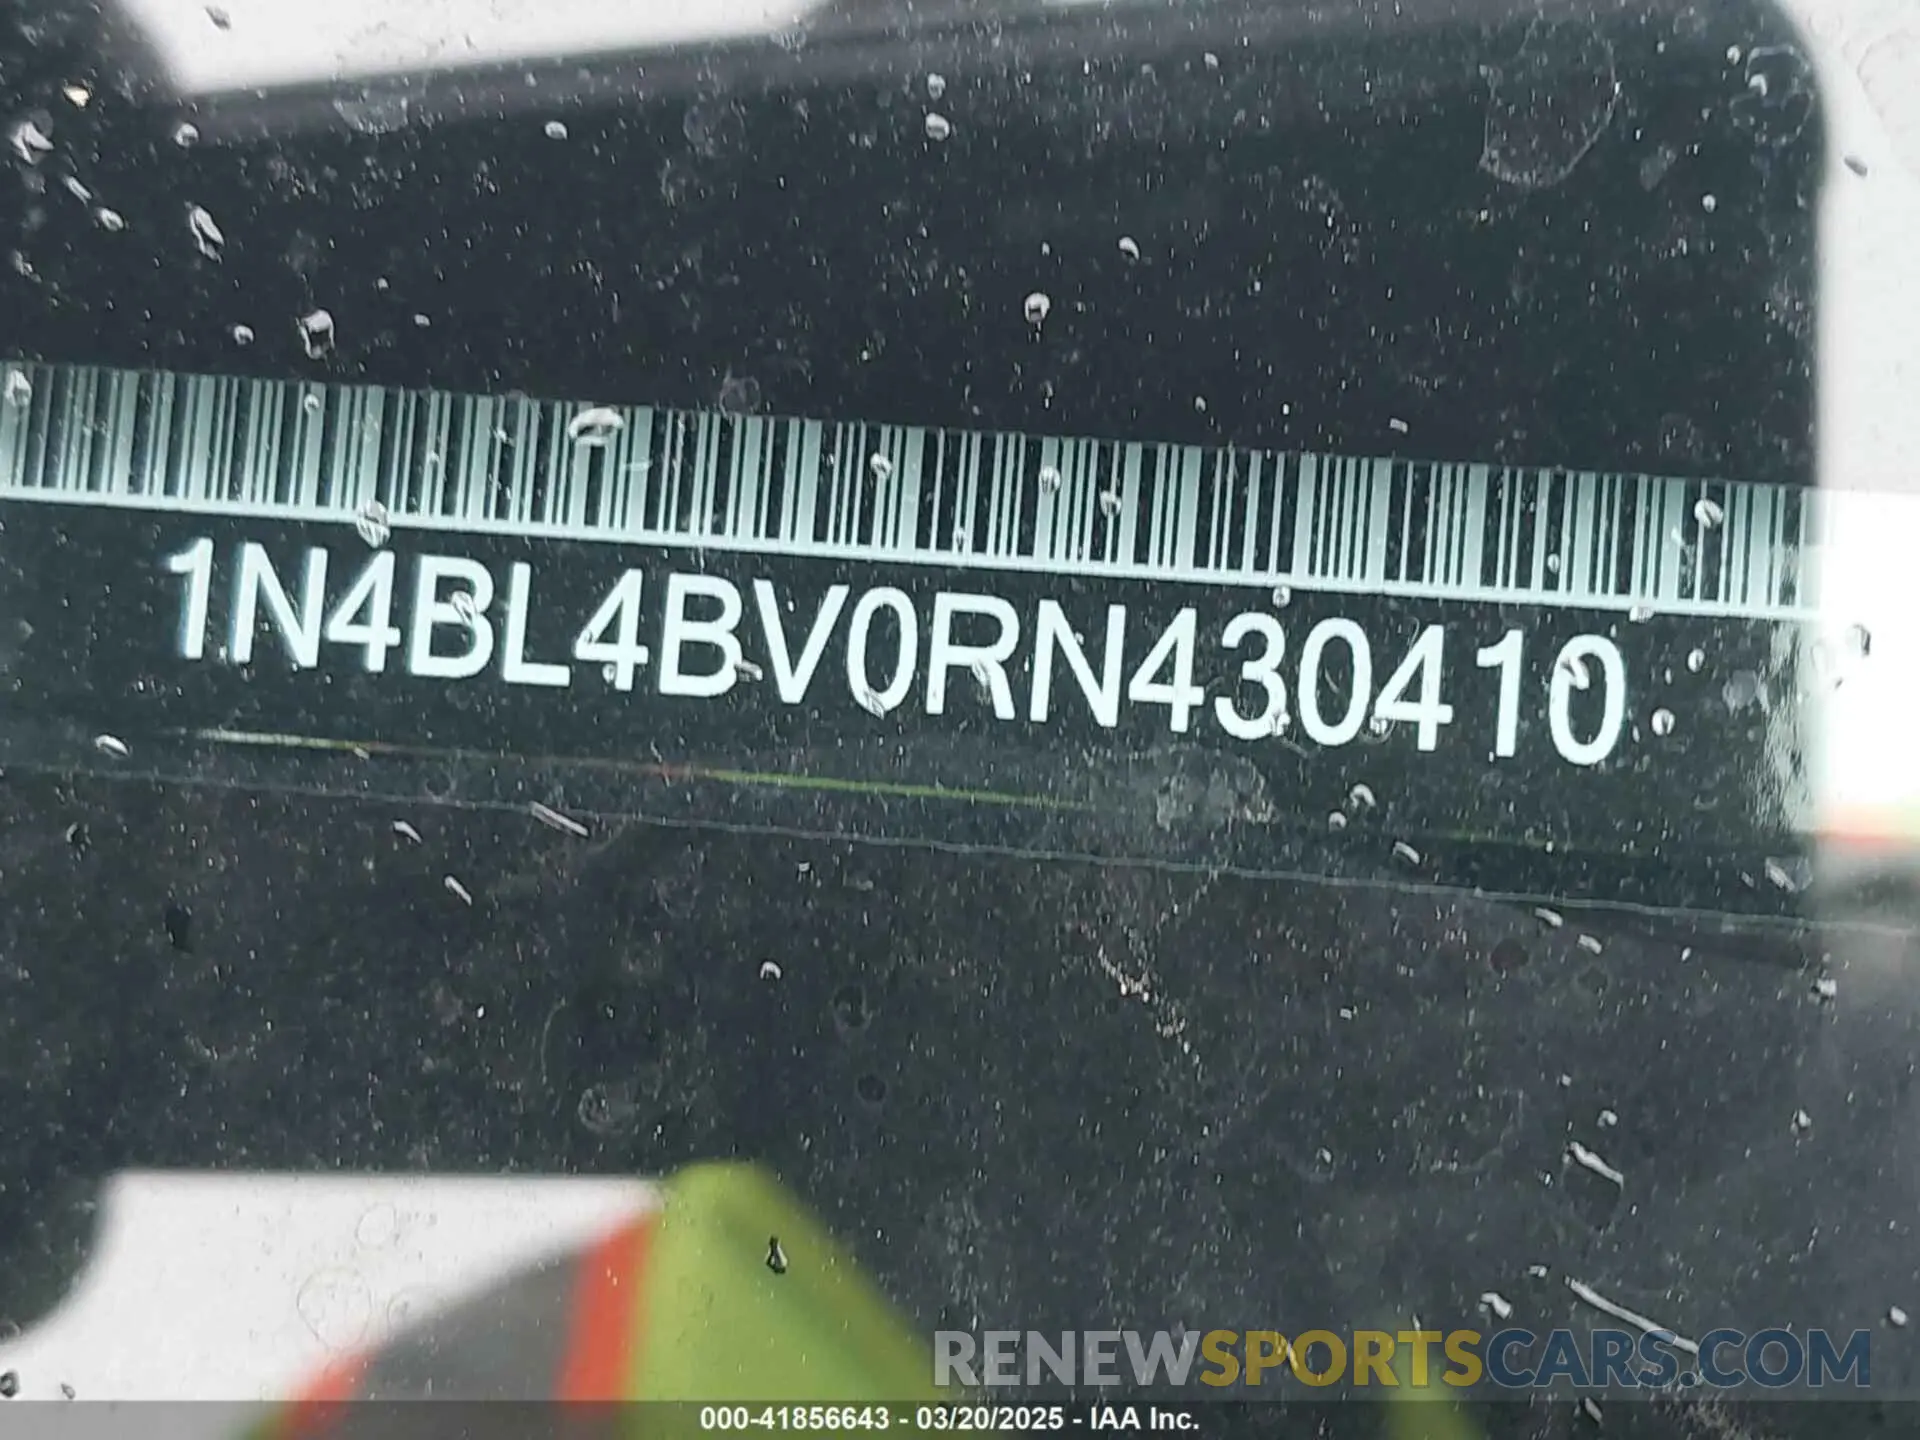 1N4BL4BV0RN430410
RENEWSPORTSCARS.COM
000-41856643 - 03/20/2025 - IAA Inc.